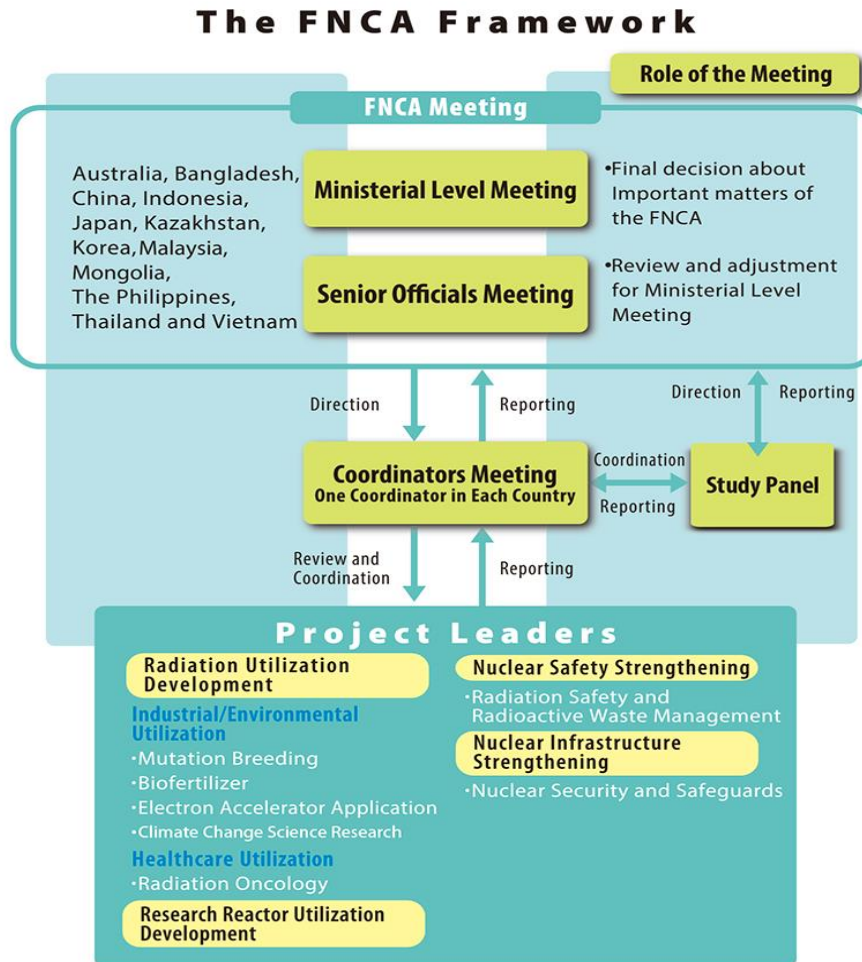 The FNCA Framework
Role of the Meeting
FNCA Meeting
Australia, Bangladesh,
China, Indonesia,
Japan, Kazakhstan,
Korea, Malaysia,
Mongolia,
The Philippines,
Thailand and Vietnam
Ministerial Level Meeting
•Final decision about
Important matters of
the FNCA
Senior Officials Meeting
•Review and adjustment
for Ministerial Level
Meeting
Direction
Reporting
Direction
Reporting
Coordinators Meeting
One Coordinator in Each Country
Coordination
Reporting
Study Panel
Review and
Coordination
Reporting
Project Leaders
Radiation Utilization
Development
Industrial/Environmental
Utilization
・Mutation Breeding
・Biofertilizer
・Electron Accelerator Application
・Climate Change Science Research
Healthcare Utilization
・Radiation Oncology
Research Reactor Utilization
Development
Nuclear Safety Strengthening
・Radiation Safety and
Radioactive Waste Management
Nuclear Infrastructure
Strengthening
・Nuclear Security and Safeguards